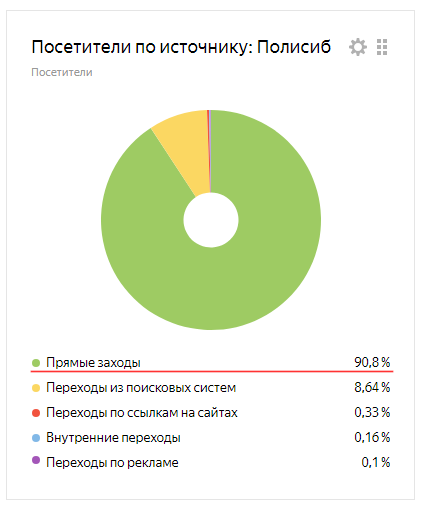 Посетители по источнику: Полисиб
Посетители
Прямые заходы 90,8 %
Переходы из поисковых систем 8,64 %
Переходы по ссылкам на сайтах 0,33 %
Внутренние переходы 0,16 %
Переходы по рекламе 0,1 %